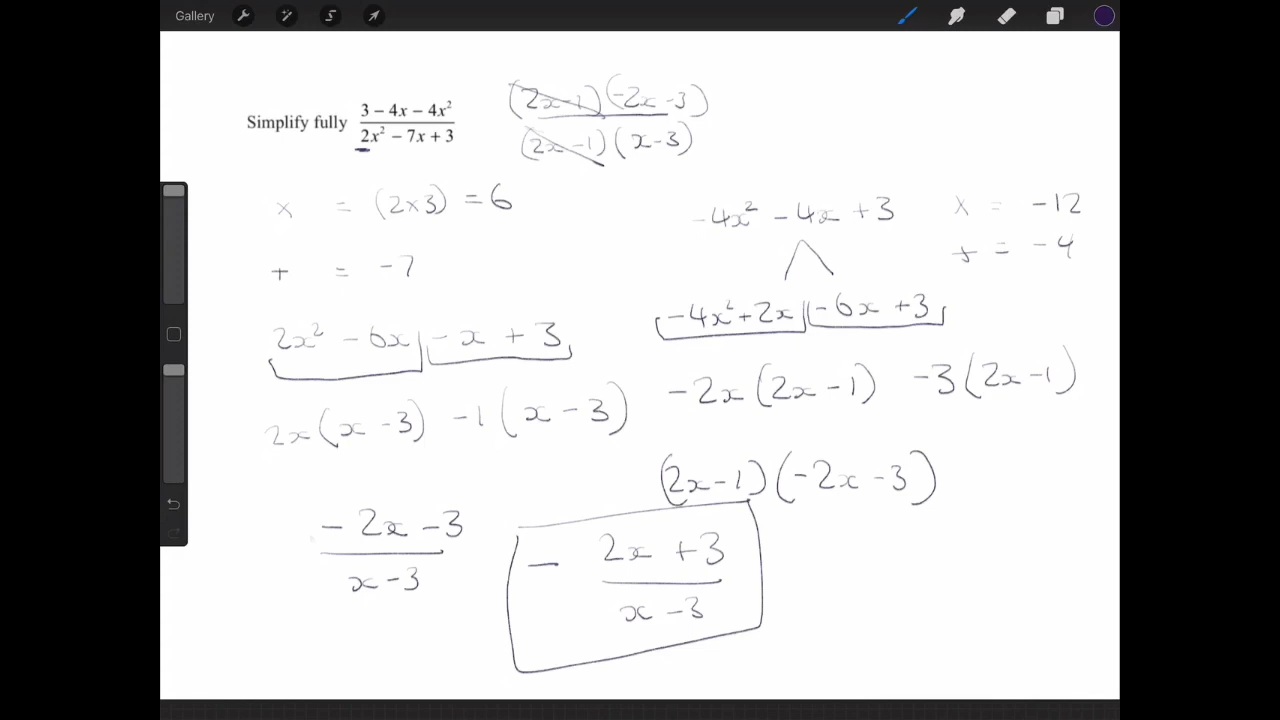 Gallery
Simplify fully (3 − 4x − 4x²)/(2x² − 7x + 3)
(2x-1)(-2x-3)
(2x-1)(x-3)
x = (2x3) = 6
+ = -7
-4x² - 4x + 3
x = -12
+ = -4
2x² - 6x - x + 3
-4x² + 2x - 6x + 3
2x(x-3) -1(x-3)
-2x(2x-1) -3(2x-1)
(2x-1)(-2x-3)
-2x-3
x-3
- 2x+3
x-3